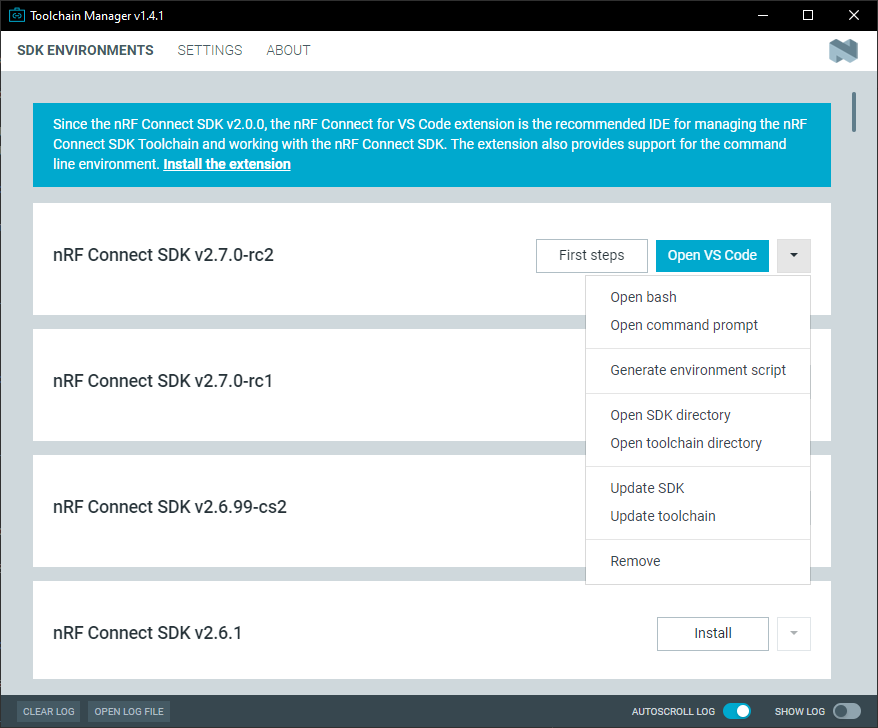 Toolchain Manager v1.4.1
SDK ENVIRONMENTS
SETTINGS
ABOUT
Since the nRF Connect SDK v2.0.0, the nRF Connect for VS Code extension is the recommended IDE for managing the nRF
Connect SDK Toolchain and working with the nRF Connect SDK. The extension also provides support for the command
line environment. Install the extension
nRF Connect SDK v2.7.0-rc2
First steps
Open VS Code
Open bash
Open command prompt
Generate environment script
Open SDK directory
Open toolchain directory
Update SDK
Update toolchain
Remove
nRF Connect SDK v2.7.0-rc1
nRF Connect SDK v2.6.99-cs2
nRF Connect SDK v2.6.1
Install
CLEAR LOG
OPEN LOG FILE
AUTOSCROLL LOG
SHOW LOG